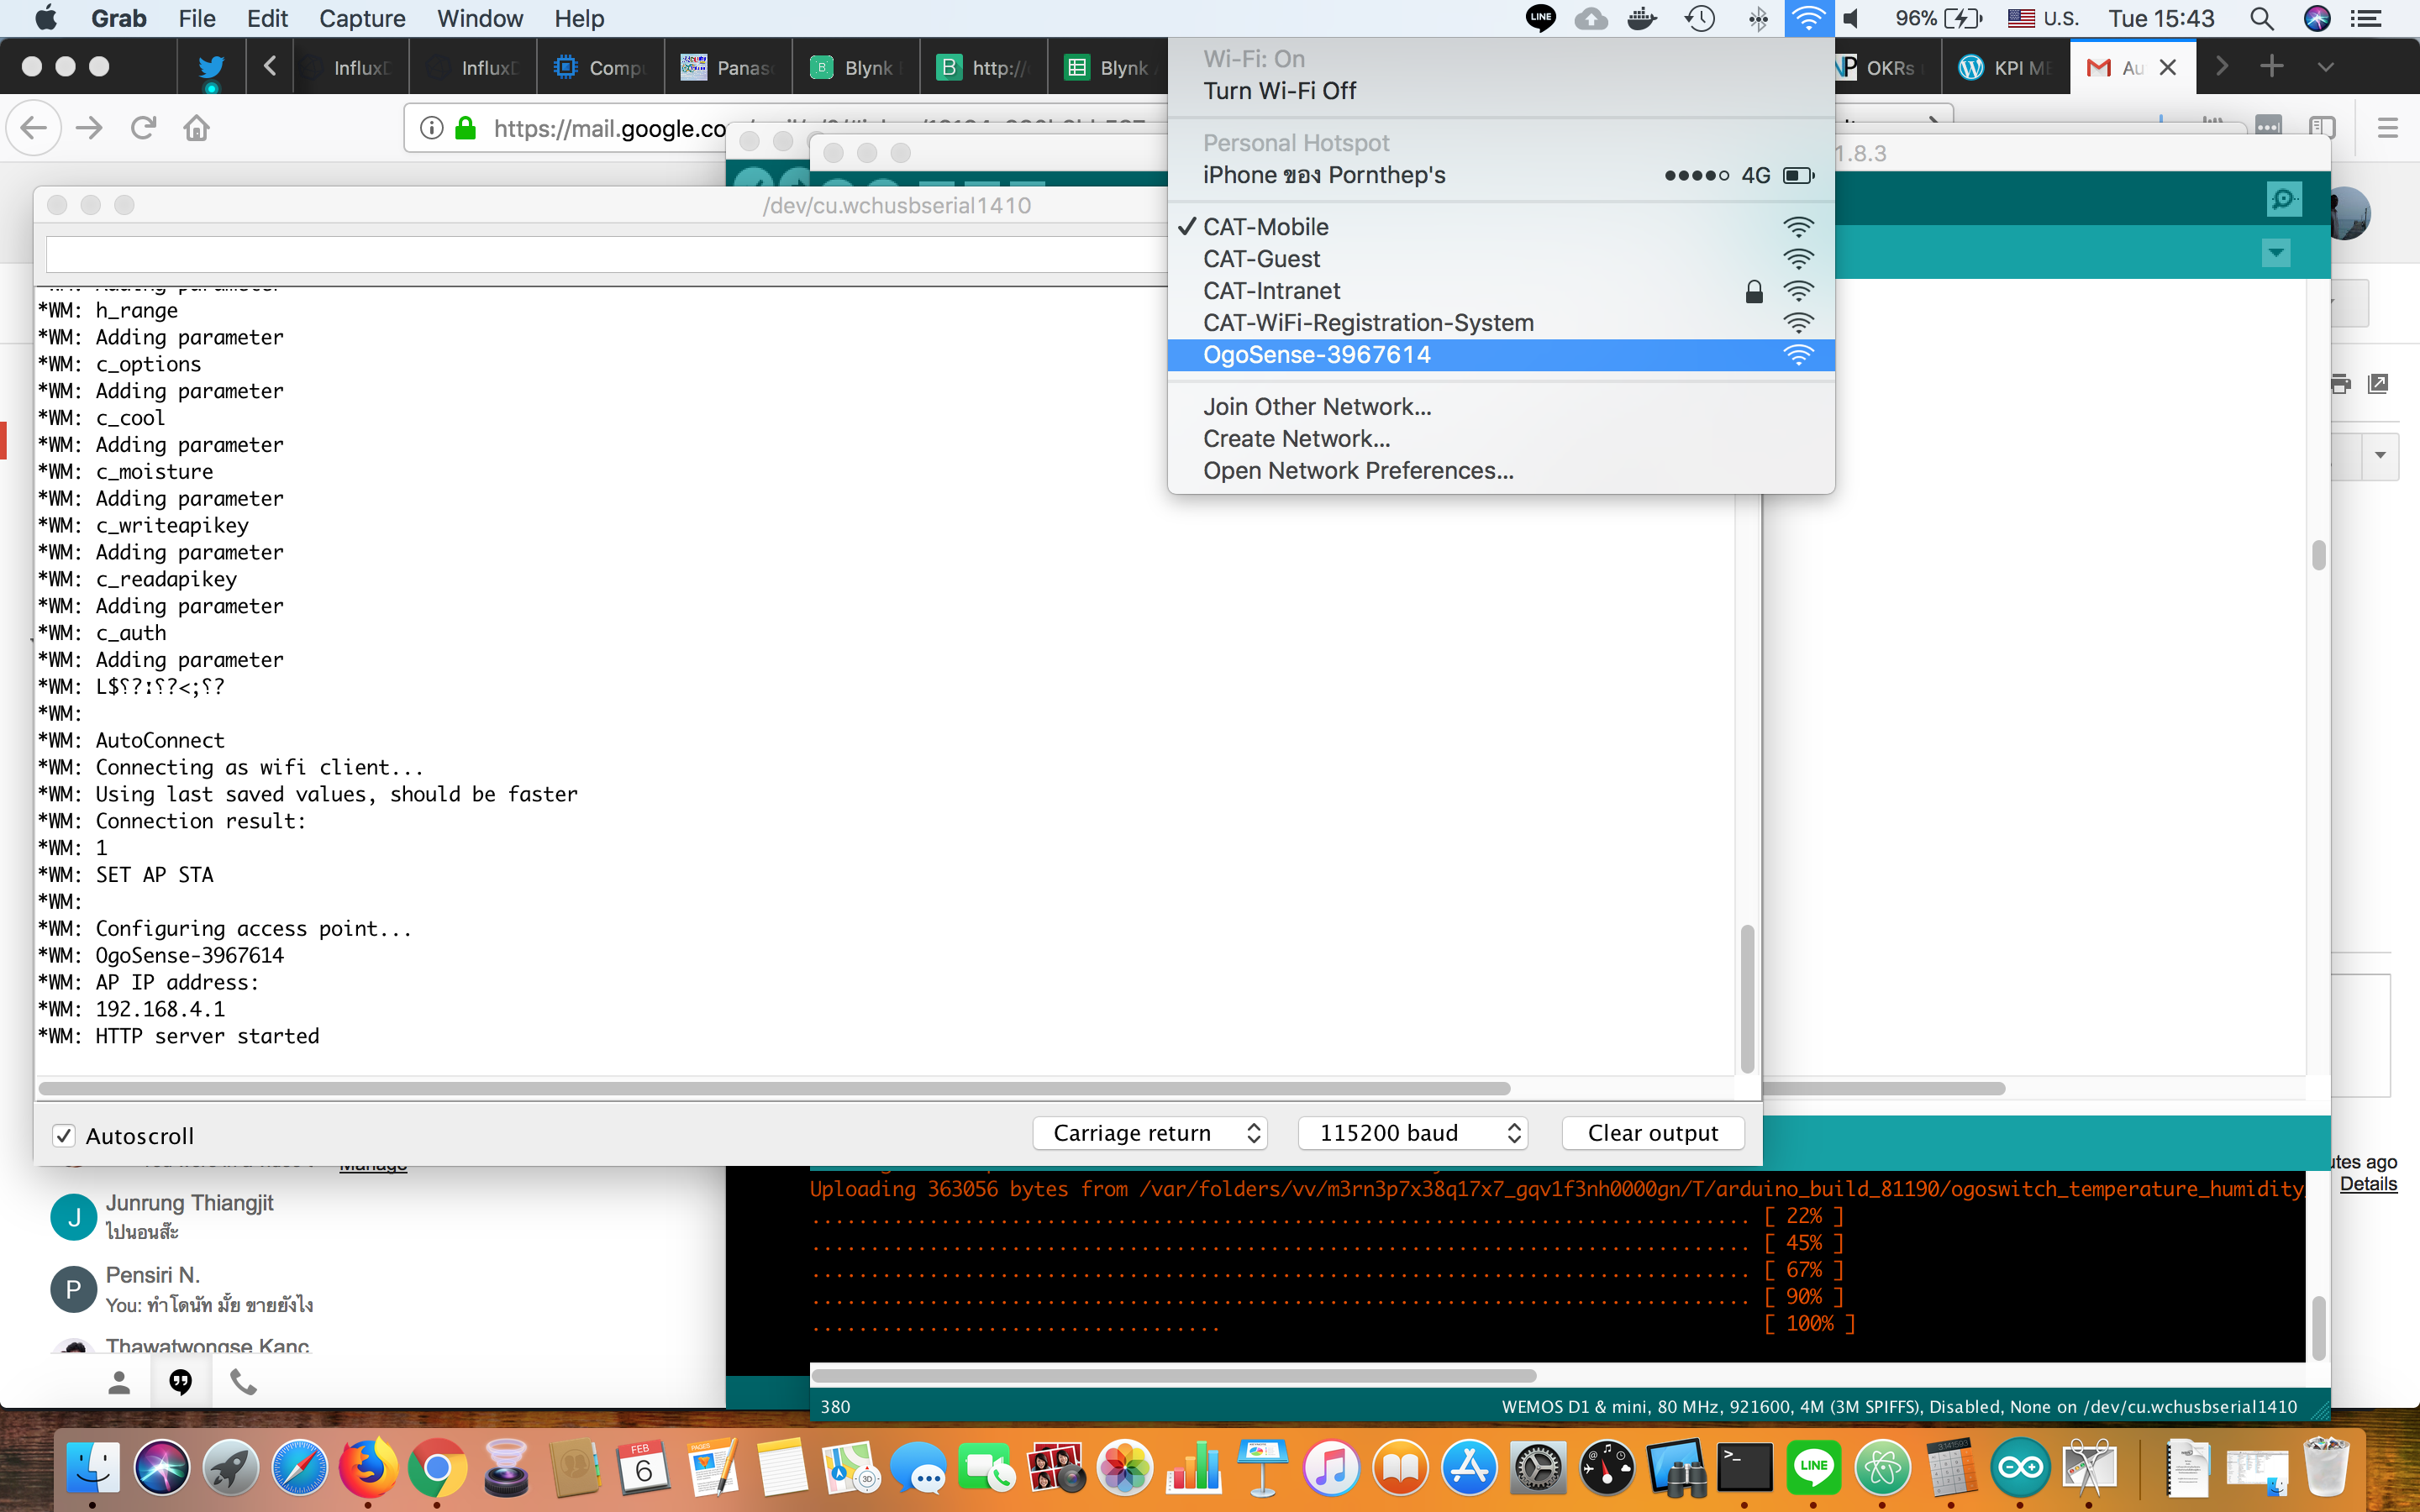 Grab File Edit Capture Window Help
LINE
96%
U.S.
Tue 15:43
InfluxD
InfluxD
Compu
Panas
Blynk
http://
Blynk
OKRs
KPI ME
Au
https://mail.google.co
Wi-Fi: On
Turn Wi-Fi Off
Personal Hotspot
iPhone ของ Pornthep's 4G
CAT-Mobile
CAT-Guest
CAT-Intranet
CAT-WiFi-Registration-System
OgoSense-3967614
Join Other Network...
Create Network...
Open Network Preferences...
1.8.3
/dev/cu.wchusbserial1410
*WM: Adding parameter
*WM: h_range
*WM: Adding parameter
*WM: c_options
*WM: Adding parameter
*WM: c_cool
*WM: Adding parameter
*WM: c_moisture
*WM: Adding parameter
*WM: c_writeapikey
*WM: Adding parameter
*WM: c_readapikey
*WM: Adding parameter
*WM: c_auth
*WM: Adding parameter
*WM: L$⸮?:⸮?<;⸮?
*WM:
*WM: AutoConnect
*WM: Connecting as wifi client...
*WM: Using last saved values, should be faster
*WM: Connection result:
*WM: 1
*WM: SET AP STA
*WM:
*WM: Configuring access point...
*WM: OgoSense-3967614
*WM: AP IP address:
*WM: 192.168.4.1
*WM: HTTP server started
Autoscroll
Carriage return
115200 baud
Clear output
Manage
Junrung Thiangjit
ไปนอนส๊ะ
Pensiri N.
You: ทำโดนัท มั้ย ขายยังไง
Thawatwongse Kanc.
utes ago
Details
Uploading 363056 bytes from /var/folders/vv/m3rn3p7x38q17x7_gqv1f3nh0000gn/T/arduino_build_81190/ogoswitch_temperature_humidity
................................................................................ [ 22% ]
................................................................................ [ 45% ]
................................................................................ [ 67% ]
................................................................................ [ 90% ]
................................... [ 100% ]
380
WEMOS D1 & mini, 80 MHz, 921600, 4M (3M SPIFFS), Disabled, None on /dev/cu.wchusbserial1410
FEB
6
PAGES
3D
LINE